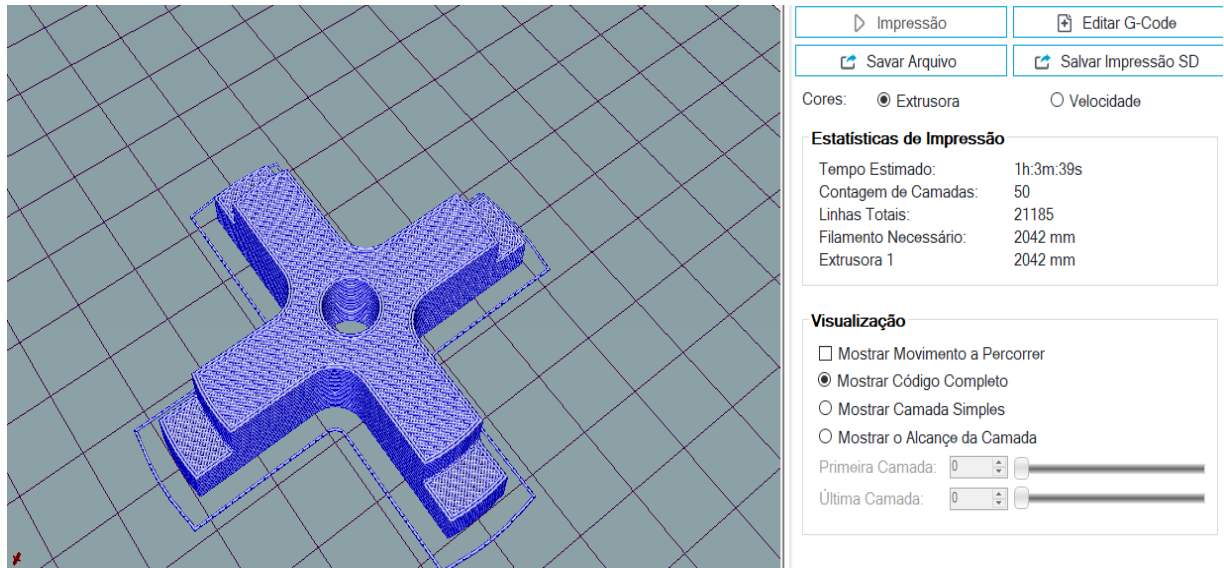 Impressão
Editar G-Code
Savar Arquivo
Salvar Impressão SD
Cores: Extrusora Velocidade
Estatísticas de Impressão
Tempo Estimado: 1h:3m:39s
Contagem de Camadas: 50
Linhas Totais: 21185
Filamento Necessário: 2042 mm
Extrusora 1 2042 mm
Visualização
Mostrar Movimento a Percorrer
Mostrar Código Completo
Mostrar Camada Simples
Mostrar o Alcançe da Camada
Primeira Camada: 0
Última Camada: 0